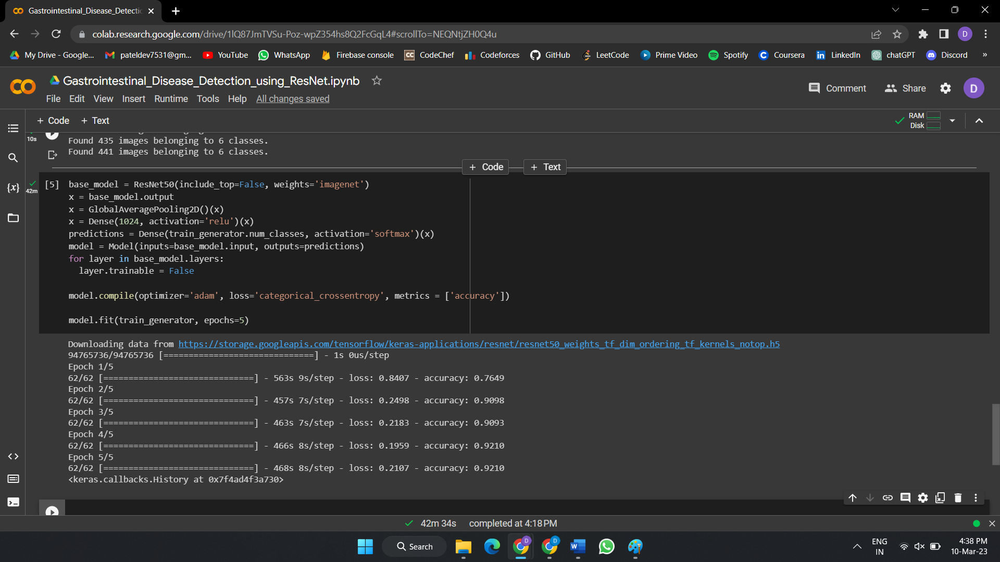 Gastrointestinal_Disease_Detectic
colab.research.google.com/drive/1lQ87JmTVSu-Poz-wpZ354hs8Q2FcGqL4#scrollTo=NEQNtjZH0Q4u
D
My Drive - Google... pateldev7531@gm... YouTube WhatsApp Firebase console CodeChef Codeforces GitHub LeetCode Prime Video Spotify Coursera LinkedIn chatGPT Discord »
Gastrointestinal_Disease_Detection_using_ResNet.ipynb
Comment Share D
File Edit View Insert Runtime Tools Help All changes saved
+ Code + Text
RAM
Disk
10s
Found 435 images belonging to 6 classes.
Found 441 images belonging to 6 classes.
+ Code + Text
42m
[5] base_model = ResNet50(include_top=False, weights='imagenet')
x = base_model.output
x = GlobalAveragePooling2D()(x)
x = Dense(1024, activation='relu')(x)
predictions = Dense(train_generator.num_classes, activation='softmax')(x)
model = Model(inputs=base_model.input, outputs=predictions)
for layer in base_model.layers:
layer.trainable = False
model.compile(optimizer='adam', loss='categorical_crossentropy', metrics = ['accuracy'])
model.fit(train_generator, epochs=5)
Downloading data from https://storage.googleapis.com/tensorflow/keras-applications/resnet/resnet50_weights_tf_dim_ordering_tf_kernels_notop.h5
94765736/94765736 [==============================] - 1s 0us/step
Epoch 1/5
62/62 [==============================] - 563s 9s/step - loss: 0.8407 - accuracy: 0.7649
Epoch 2/5
62/62 [==============================] - 457s 7s/step - loss: 0.2498 - accuracy: 0.9098
Epoch 3/5
62/62 [==============================] - 463s 7s/step - loss: 0.2183 - accuracy: 0.9093
Epoch 4/5
62/62 [==============================] - 466s 8s/step - loss: 0.1959 - accuracy: 0.9210
Epoch 5/5
62/62 [==============================] - 468s 8s/step - loss: 0.2107 - accuracy: 0.9210
<keras.callbacks.History at 0x7f4ad4f3a730>
42m 34s completed at 4:18 PM
Search
ENG
IN
4:38 PM
10-Mar-23